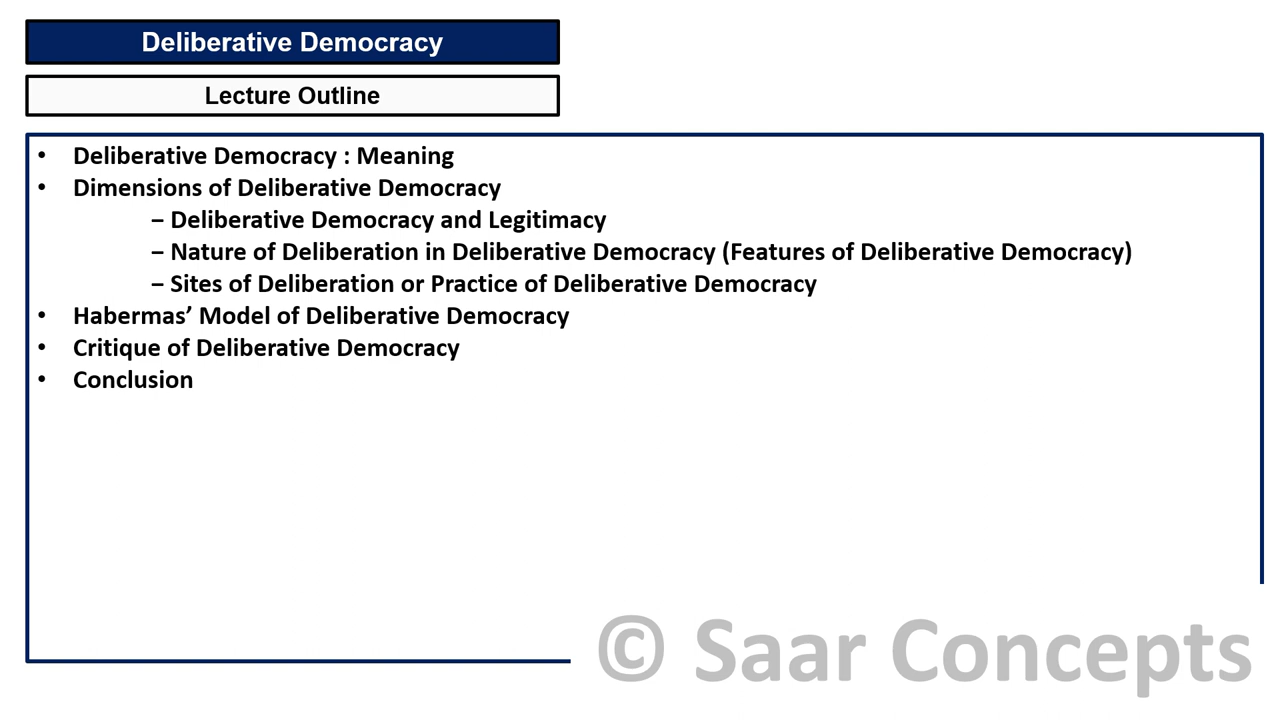 Deliberative Democracy
Lecture Outline
• Deliberative Democracy : Meaning
• Dimensions of Deliberative Democracy
– Deliberative Democracy and Legitimacy
– Nature of Deliberation in Deliberative Democracy (Features of Deliberative Democracy)
– Sites of Deliberation or Practice of Deliberative Democracy
• Habermas’ Model of Deliberative Democracy
• Critique of Deliberative Democracy
• Conclusion
© Saar Concepts